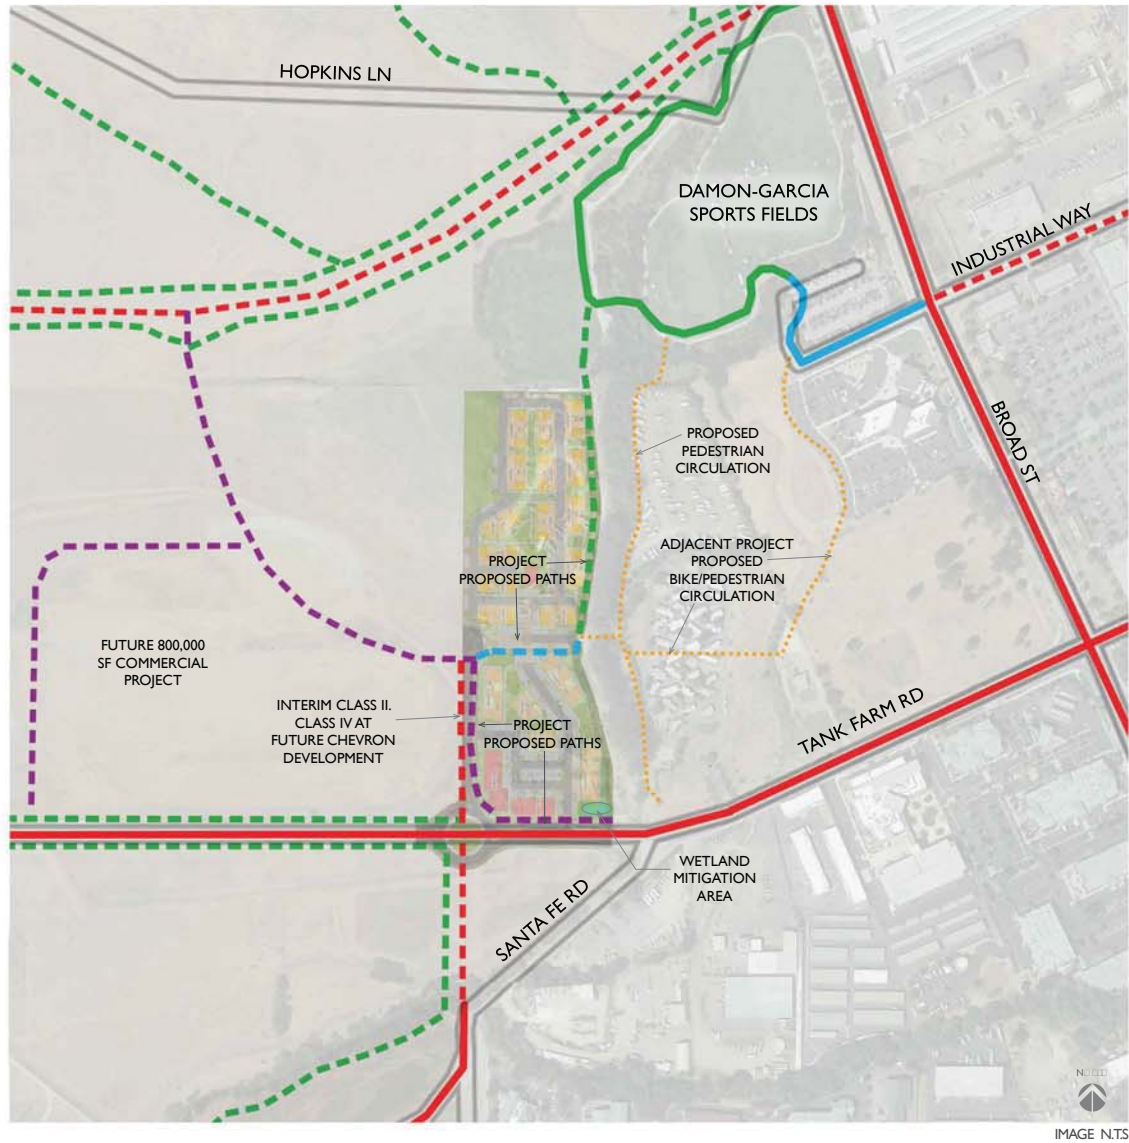 HOPKINS LN
DAMON-GARCIA
SPORTS FIELDS
INDUSTRIAL WAY
BROAD ST
PROPOSED
PEDESTRIAN
CIRCULATION
ADJACENT PROJECT
PROPOSED
BIKE/PEDESTRIAN
CIRCULATION
PROJECT
PROPOSED PATHS
FUTURE 800,000
SF COMMERCIAL
PROJECT
INTERIM CLASS II.
CLASS IV AT
FUTURE CHEVRON
DEVELOPMENT
PROJECT
PROPOSED PATHS
TANK FARM RD
WETLAND
MITIGATION
AREA
SANTA FE RD
N
IMAGE N.T.S